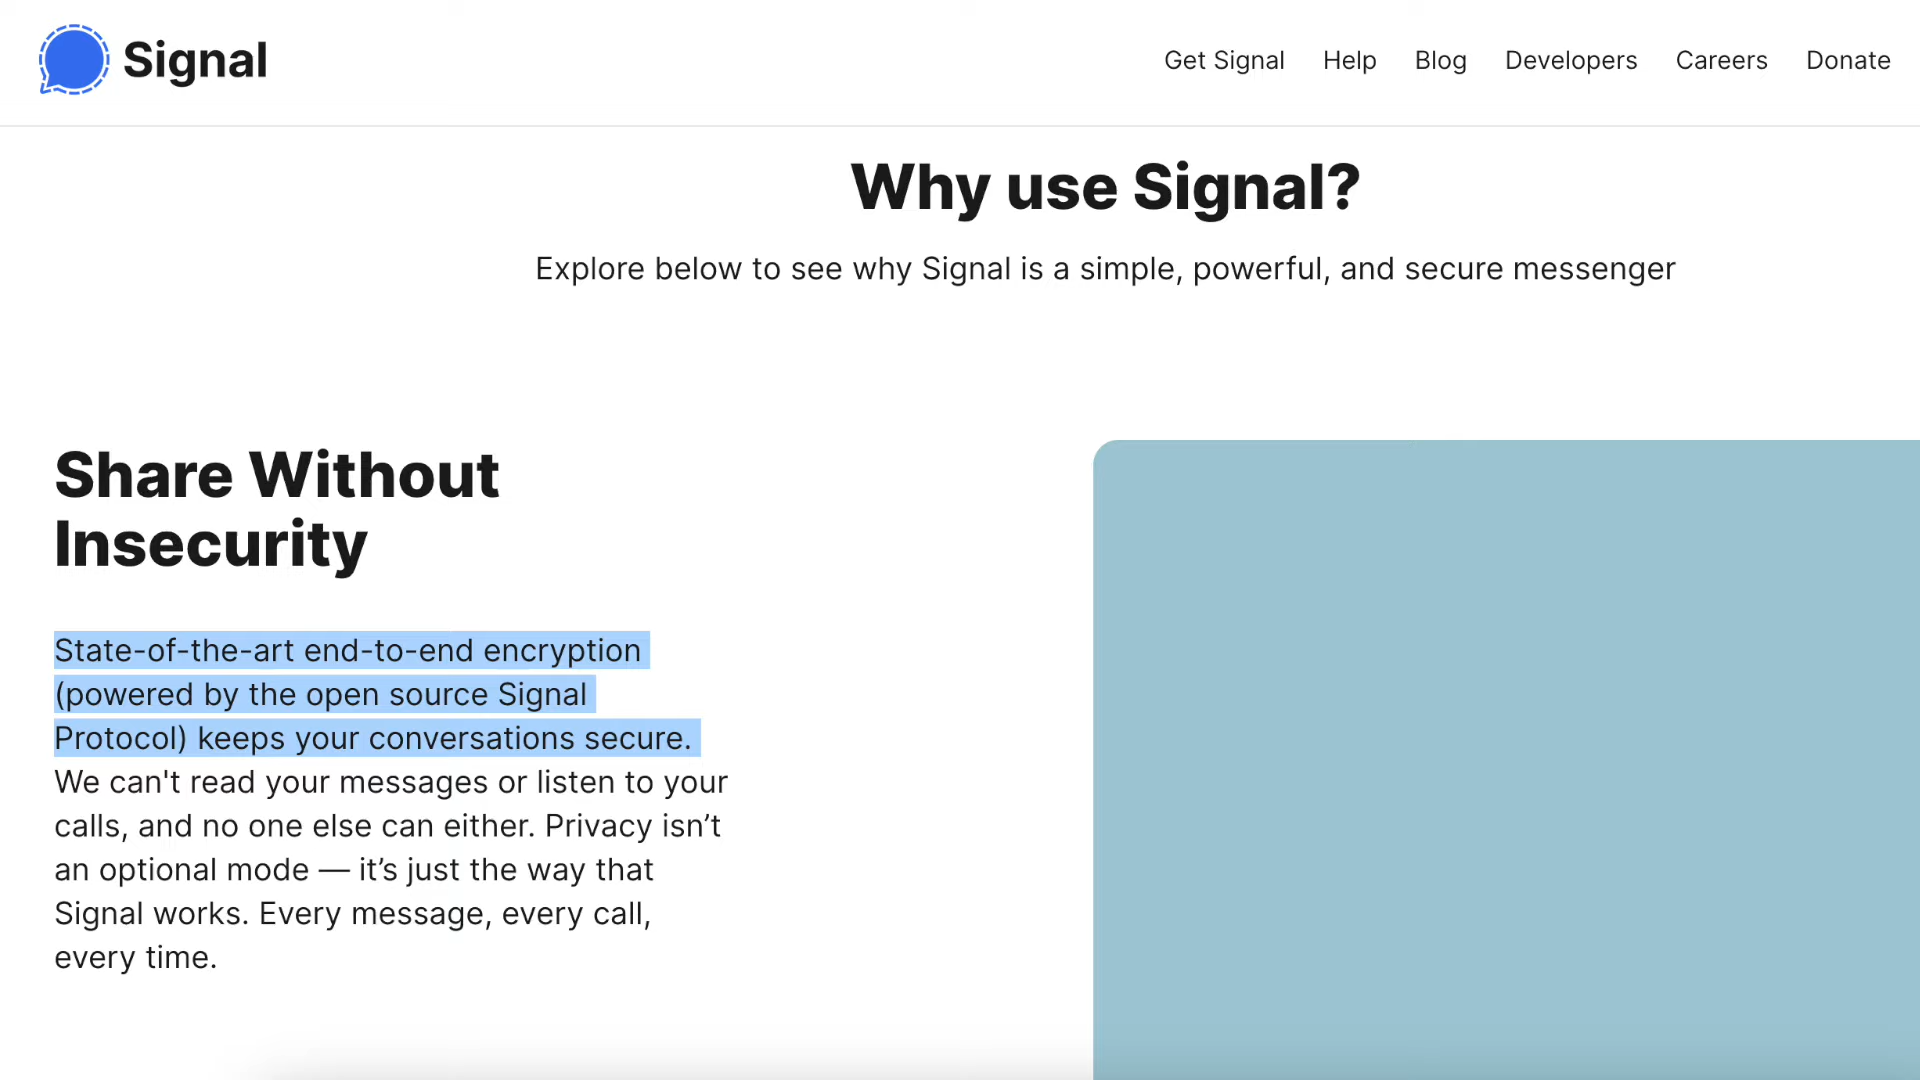 Signal
Get Signal Help Blog Developers Careers Donate
Why use Signal?
Explore below to see why Signal is a simple, powerful, and secure messenger
Share Without
Insecurity
State-of-the-art end-to-end encryption
(powered by the open source Signal
Protocol) keeps your conversations secure.
We can't read your messages or listen to your
calls, and no one else can either. Privacy isn’t
an optional mode — it’s just the way that
Signal works. Every message, every call,
every time.